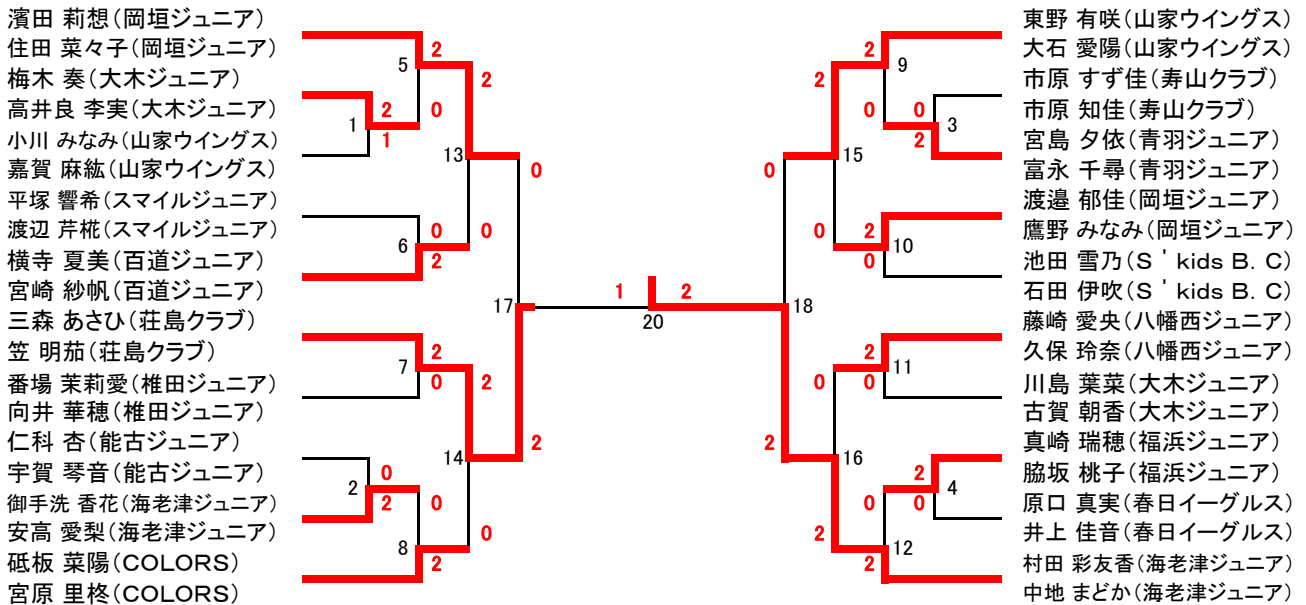 濱田 莉想(岡垣ジュニア)
住田 菜々子(岡垣ジュニア)
梅木 奏(大木ジュニア)
高井良 李実(大木ジュニア)
小川 みなみ(山家ウイングス)
嘉賀 麻紘(山家ウイングス)
平塚 響希(スマイルジュニア)
渡辺 芹椛(スマイルジュニア)
横寺 夏美(百道ジュニア)
宮崎 紗帆(百道ジュニア)
三森 あさひ(荘島クラブ)
笠 明茄(荘島クラブ)
番場 茉莉愛(椎田ジュニア)
向井 華穂(椎田ジュニア)
仁科 杏(能古ジュニア)
宇賀 琴音(能古ジュニア)
御手洗 香花(海老津ジュニア)
安高 愛梨(海老津ジュニア)
砥板 菜陽(COLORS)
宮原 里柊(COLORS)
2
5
2
2
0
1
1
13
0
0
0
6
2
17
2
7
0
2
2
14
0
2
2
0
0
8
2
1
2
20
東野 有咲(山家ウイングス)
大石 愛陽(山家ウイングス)
市原 すず佳(寿山クラブ)
市原 知佳(寿山クラブ)
宮島 夕依(青羽ジュニア)
富永 千尋(青羽ジュニア)
渡邉 郁佳(岡垣ジュニア)
鷹野 みなみ(岡垣ジュニア)
池田 雪乃(S ' kids B. C)
石田 伊吹(S ' kids B. C)
藤崎 愛央(八幡西ジュニア)
久保 玲奈(八幡西ジュニア)
川島 葉菜(大木ジュニア)
古賀 朝香(大木ジュニア)
真崎 瑞穂(福浜ジュニア)
脇坂 桃子(福浜ジュニア)
原口 真実(春日イーグルス)
井上 佳音(春日イーグルス)
村田 彩友香(海老津ジュニア)
中地 まどか(海老津ジュニア)
2
9
2
0
0
3
2
15
0
0
2
10
0
18
2
11
0
0
2
16
2
4
0
0
2
12